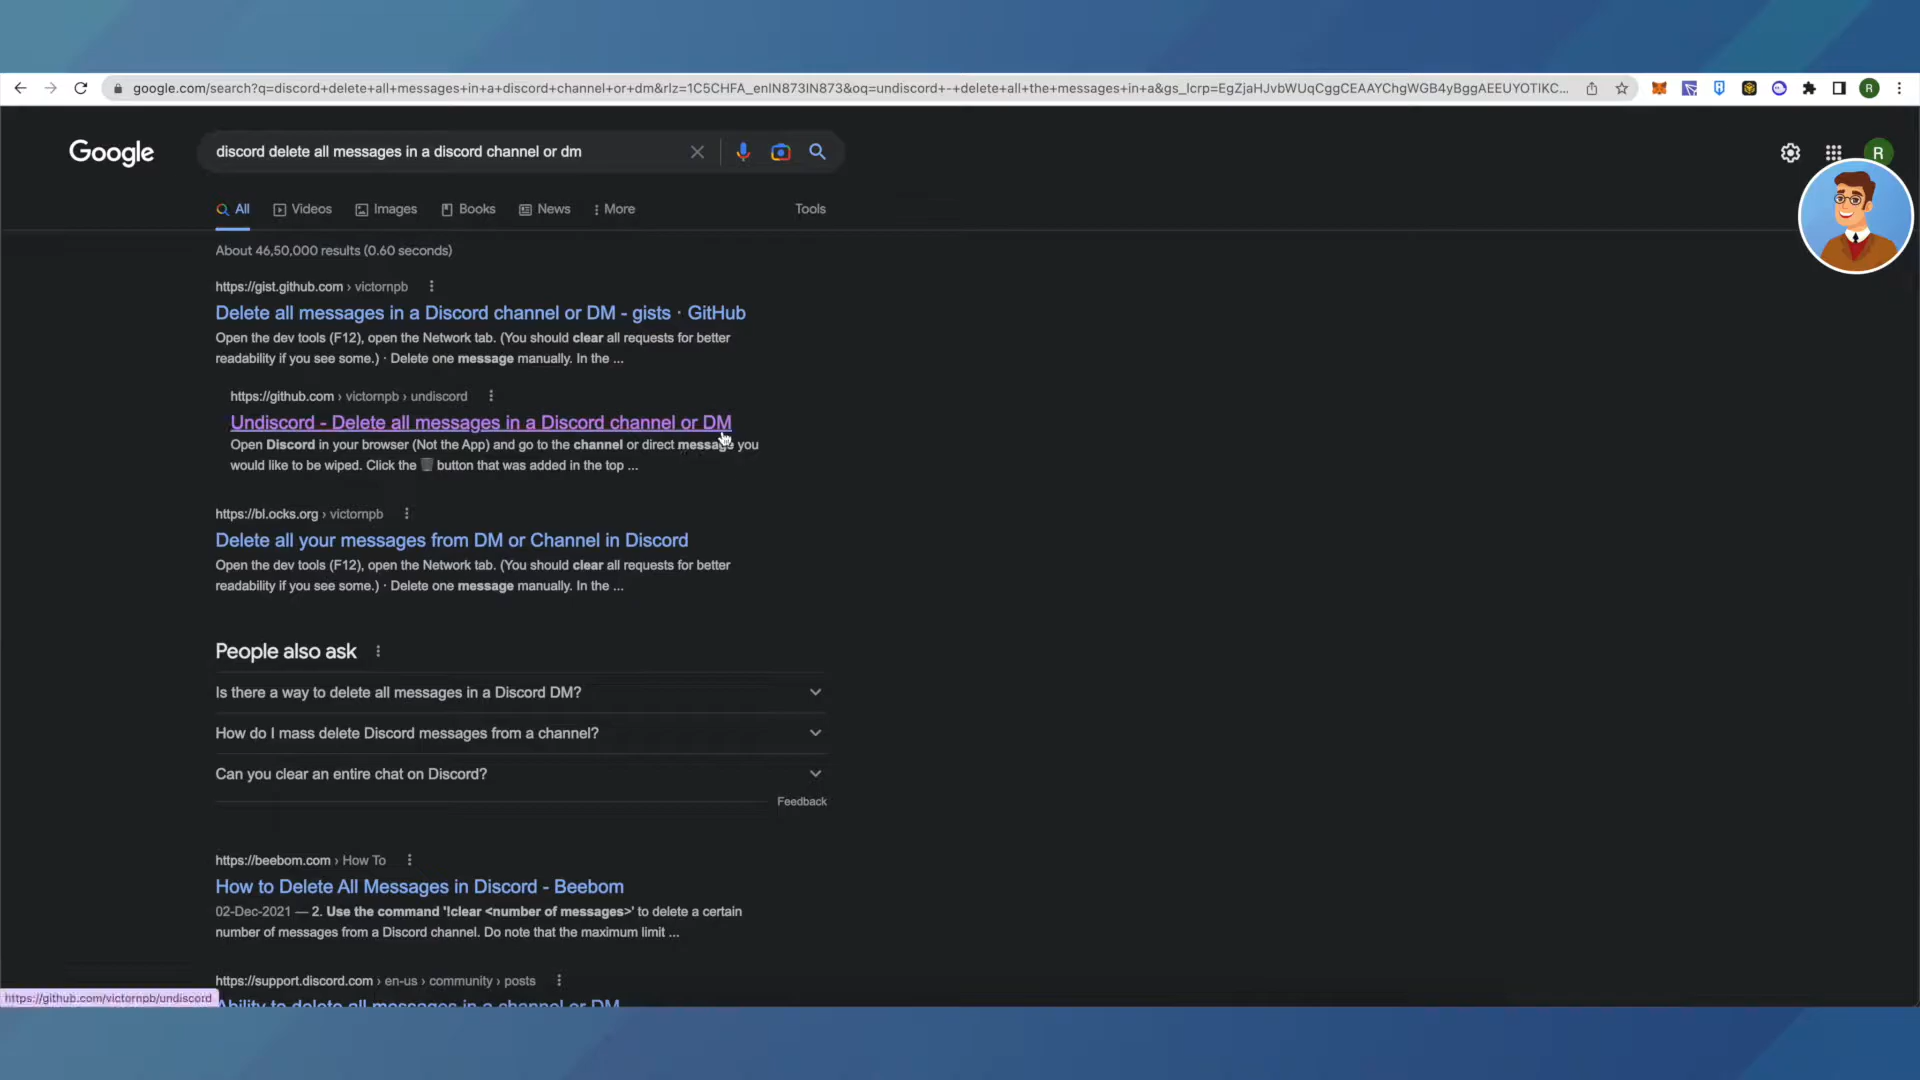 google.com/search?q=discord+delete+all+messages+in+a+discord+channel+or+dm&rlz=1C5CHFA_enIN873IN873&oq=undiscord+-+delete+all+the+messages+in+a&gs_lcrp=EgZjaHJvbWUqCggCEAAYChgWGB4yBggAEEUYOTIKC...
R
Google
discord delete all messages in a discord channel or dm
R
All
Videos
Images
Books
News
More
Tools
About 46,50,000 results (0.60 seconds)
https://gist.github.com › victornpb
Delete all messages in a Discord channel or DM - gists · GitHub
Open the dev tools (F12), open the Network tab. (You should clear all requests for better
readability if you see some.) · Delete one message manually. In the ...
https://github.com › victornpb › undiscord
Undiscord - Delete all messages in a Discord channel or DM
Open Discord in your browser (Not the App) and go to the channel or direct message you
would like to be wiped. Click the 🗑 button that was added in the top ...
https://bl.ocks.org › victornpb
Delete all your messages from DM or Channel in Discord
Open the dev tools (F12), open the Network tab. (You should clear all requests for better
readability if you see some.) · Delete one message manually. In the ...
People also ask
Is there a way to delete all messages in a Discord DM?
How do I mass delete Discord messages from a channel?
Can you clear an entire chat on Discord?
Feedback
https://beebom.com › How To
How to Delete All Messages in Discord - Beebom
02-Dec-2021 — 2. Use the command '!clear <number of messages>' to delete a certain
number of messages from a Discord channel. Do note that the maximum limit ...
https://support.discord.com › en-us › community › posts
Ability to delete all messages in a channel or DM
https://github.com/victornpb/undiscord